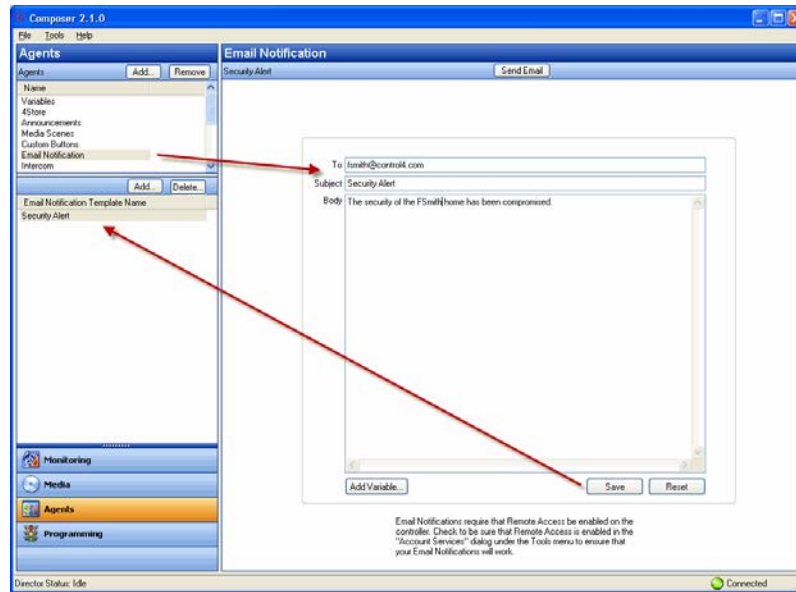 Composer 2.1.0
File Tools Help
Agents
Agents Add... Remove
Name
Variables
4Store
Announcements
Media Scenes
Custom Buttons
Email Notification
Intercom
Add... Delete...
Email Notification Template Name
Security Alert
Monitoring
Media
Agents
Programming
Email Notification
Security Alert Send Email
To fsmith@control4.com
Subject Security Alert
Body The security of the FSmith home has been compromised.
Add Variable... Save Reset
Email Notifications require that Remote Access be enabled on the
controller. Check to be sure that Remote Access is enabled in the
"Account Services" dialog under the Tools menu to ensure that
your Email Notifications will work.
Director Status: Idle Connected